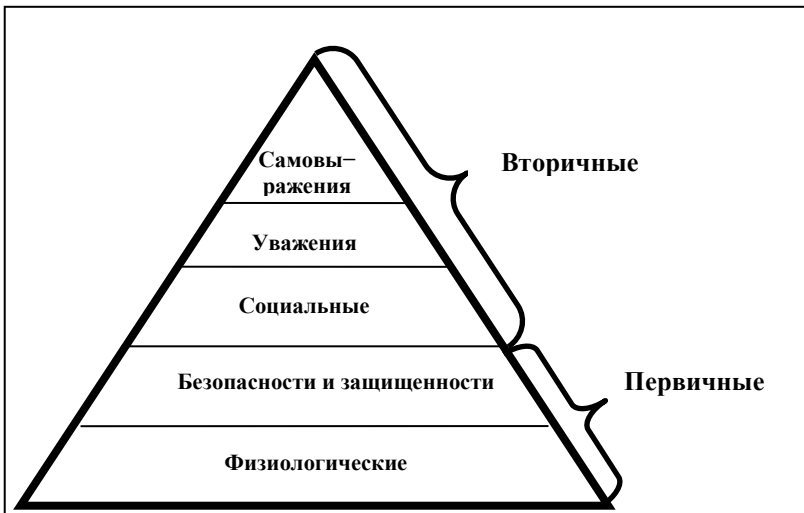 Самовы–
ражения
Вторичные
Уважения
Социальные
Безопасности и защищенности
Первичные
Физиологические